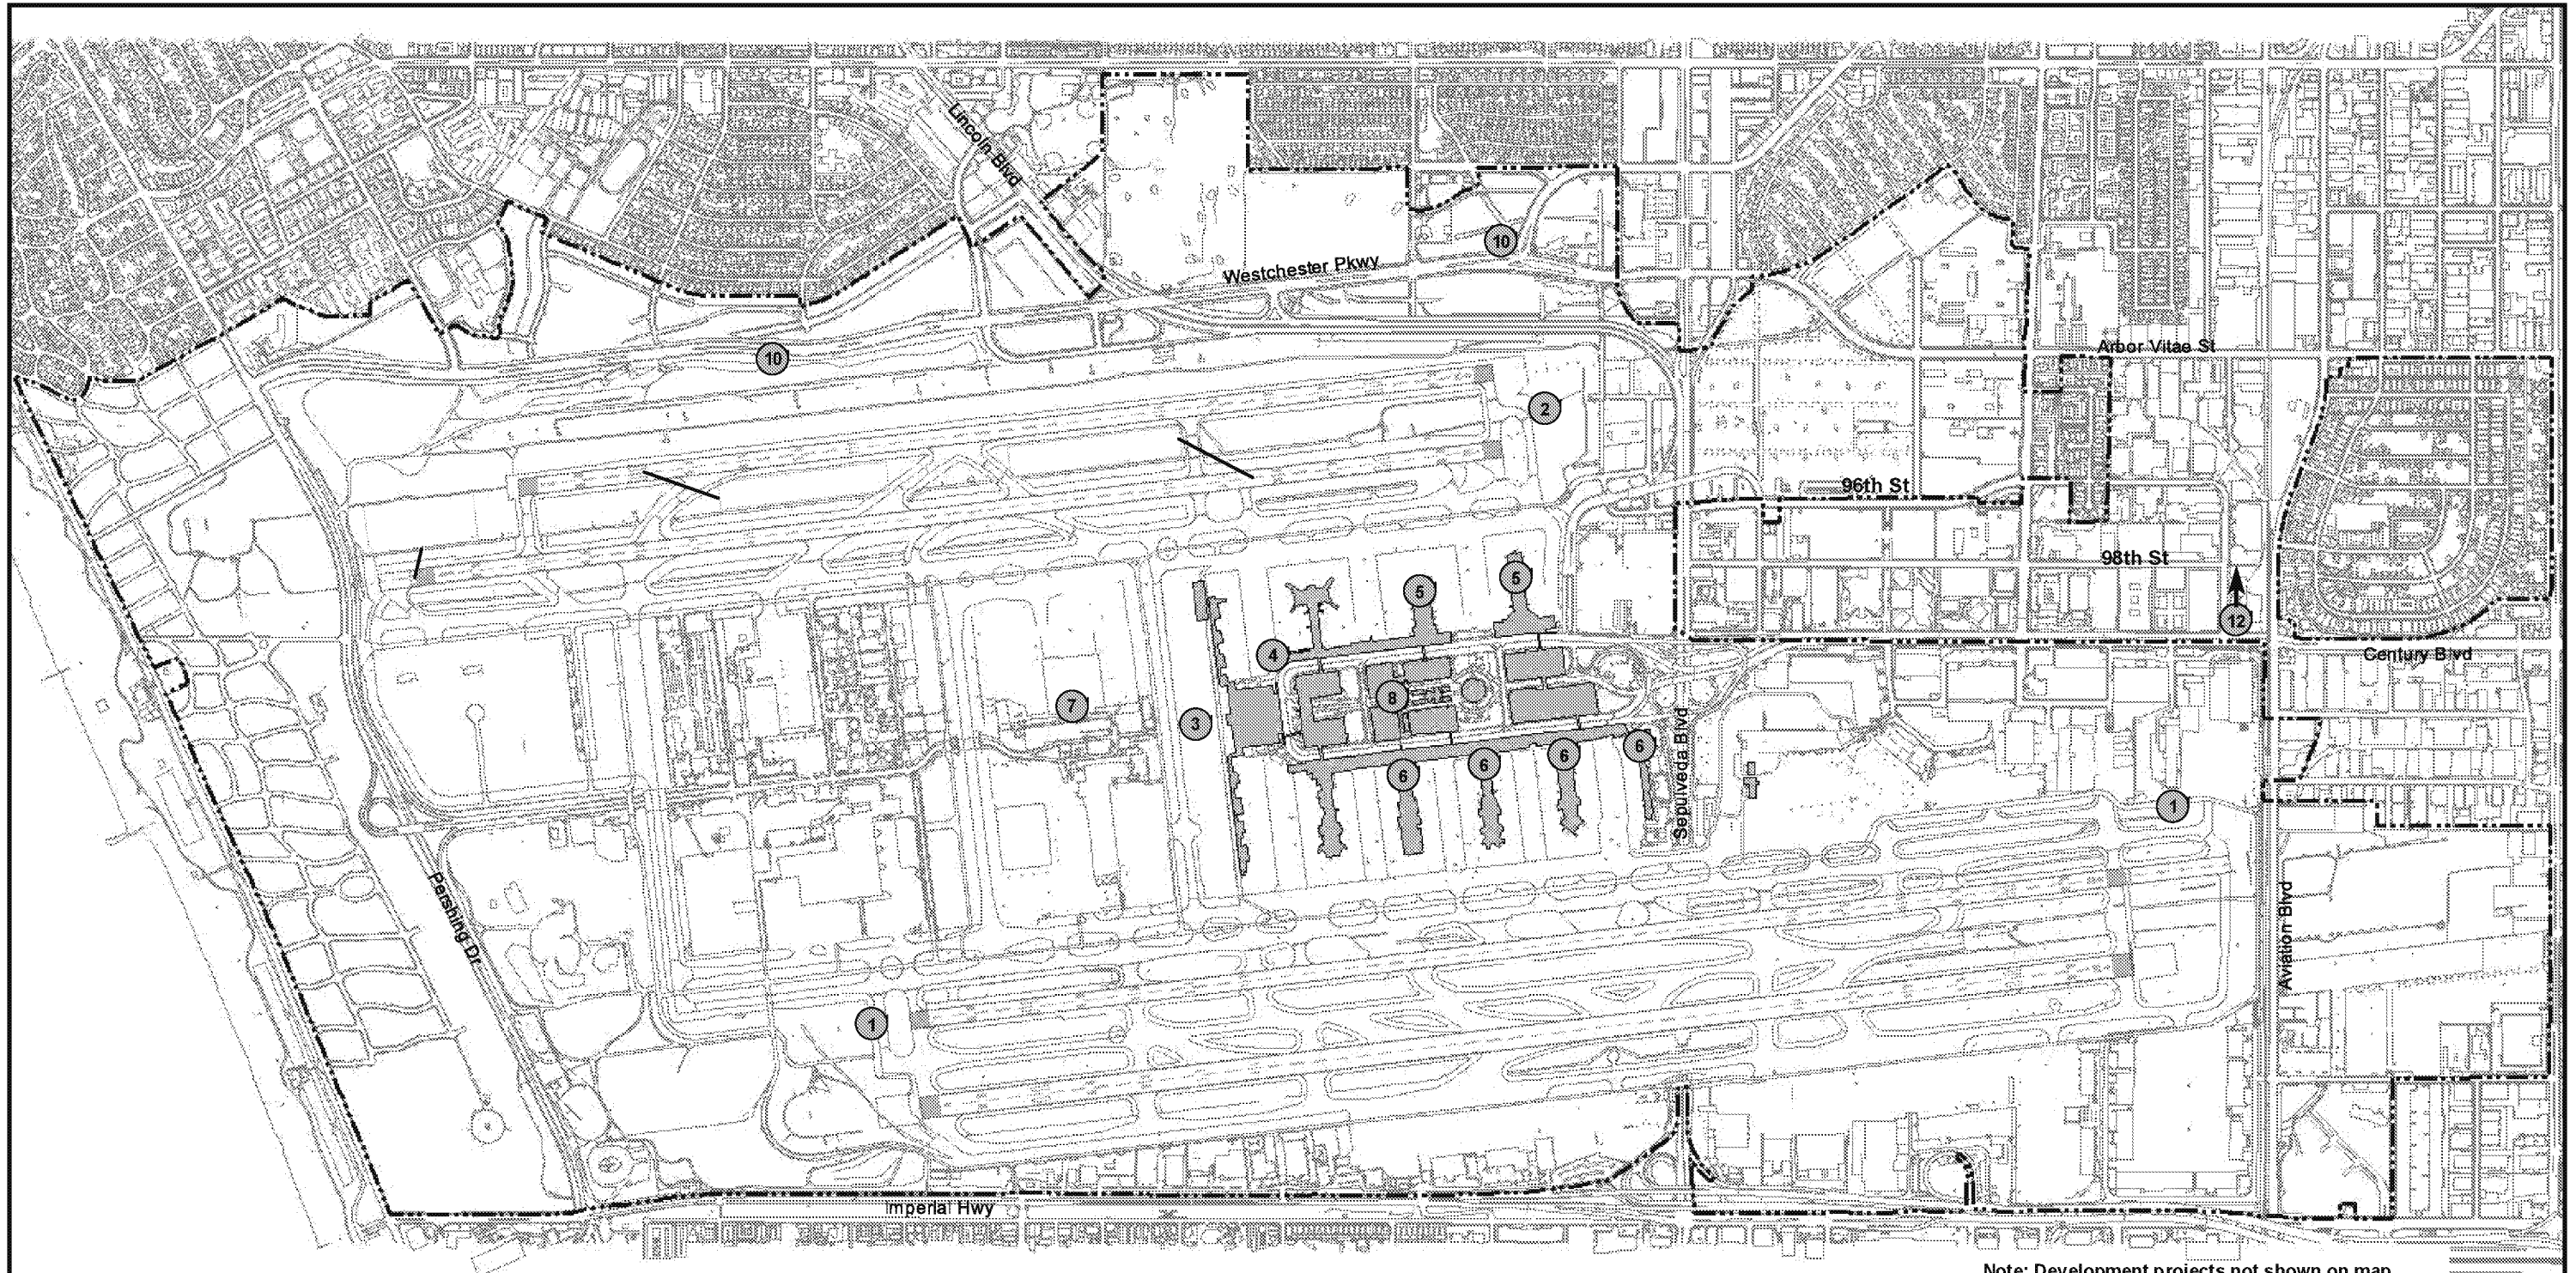 Lincoln Blvd
10
Westchester Pkwy
10
Arbor Vitae St
2
96th St
98th St
5
5
12
4
Century Blvd
8
7
3
Sepulveda Blvd
6
6
6
6
1
Pershing Dr
Aviation Blvd
1
Imperial Hwy
Note: Development projects not shown on map